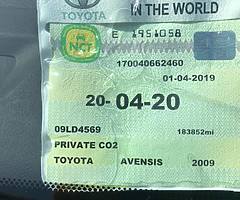 TOYOTA IN THE WORLD
NCT E 1951058
170040662460
01-04-2019
20-04-20
09LD4569 183852mi
PRIVATE CO2
TOYOTA AVENSIS 2009